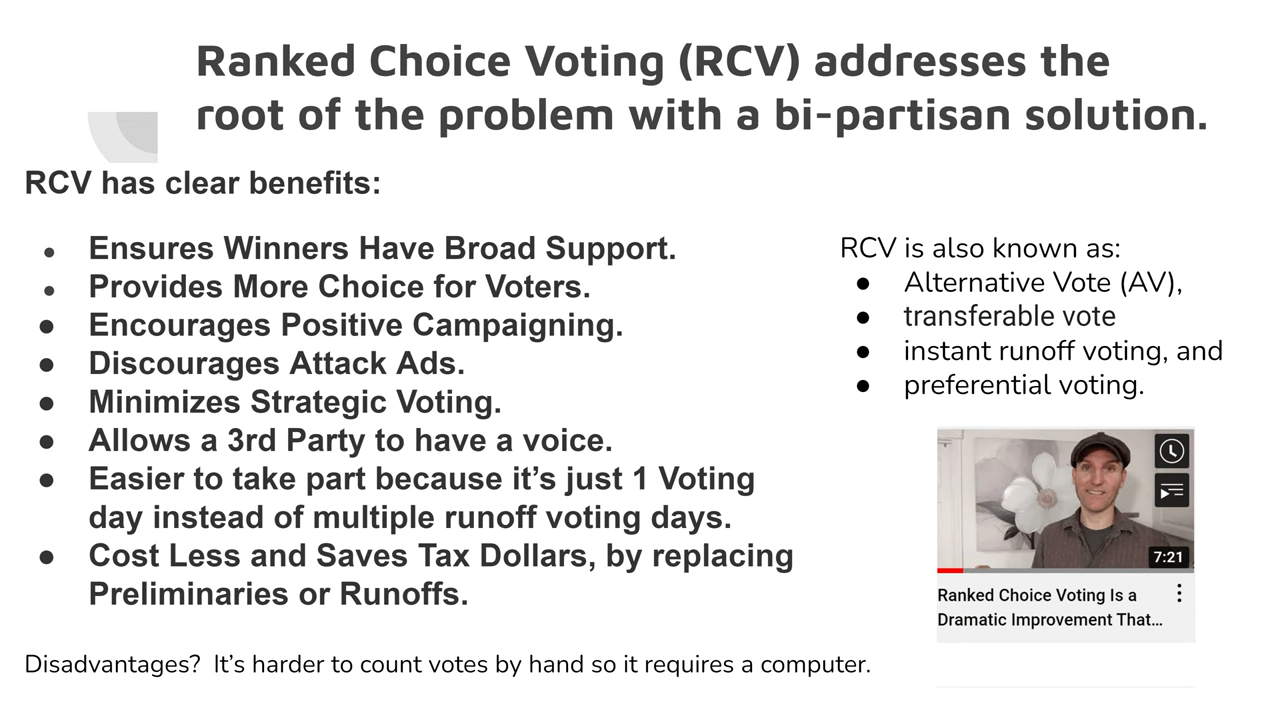 Ranked Choice Voting (RCV) addresses the
root of the problem with a bi-partisan solution.
RCV has clear benefits:
● Ensures Winners Have Broad Support.
● Provides More Choice for Voters.
● Encourages Positive Campaigning.
● Discourages Attack Ads.
● Minimizes Strategic Voting.
● Allows a 3rd Party to have a voice.
● Easier to take part because it’s just 1 Voting
day instead of multiple runoff voting days.
● Cost Less and Saves Tax Dollars, by replacing
Preliminaries or Runoffs.
RCV is also known as:
● Alternative Vote (AV),
● transferable vote
● instant runoff voting, and
● preferential voting.
7:21
Ranked Choice Voting Is a
Dramatic Improvement That...
Disadvantages? It’s harder to count votes by hand so it requires a computer.